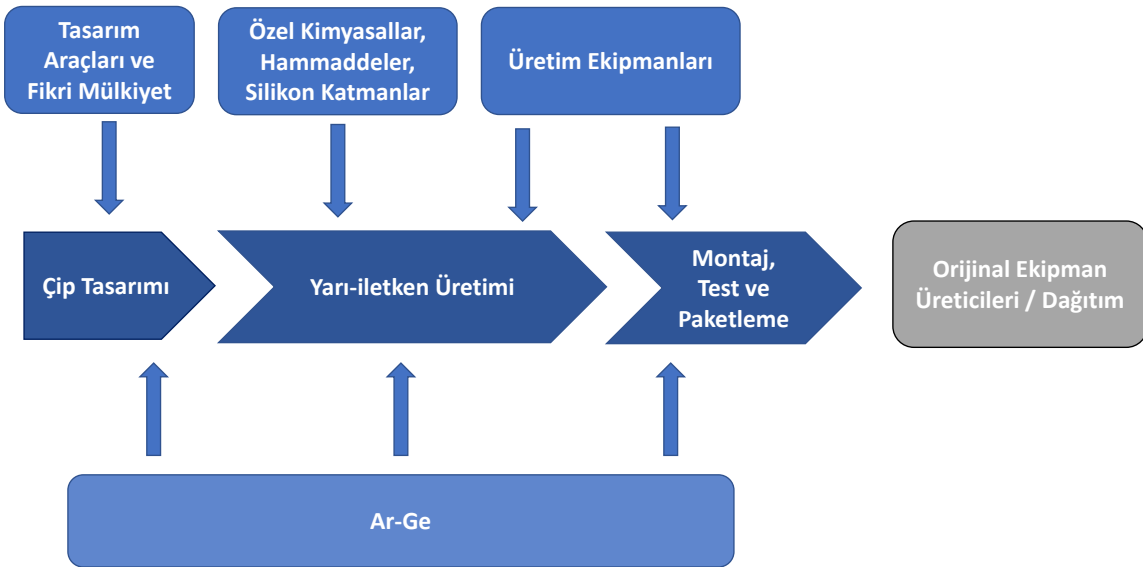 Tasarım
Araçları ve
Fikri Mülkiyet
Özel Kimyasallar,
Hammaddeler,
Silikon Katmanlar
Üretim Ekipmanları
Çip Tasarımı
Yarı-iletken Üretimi
Montaj,
Test ve
Paketleme
Orijinal Ekipman
Üreticileri / Dağıtım
Ar-Ge